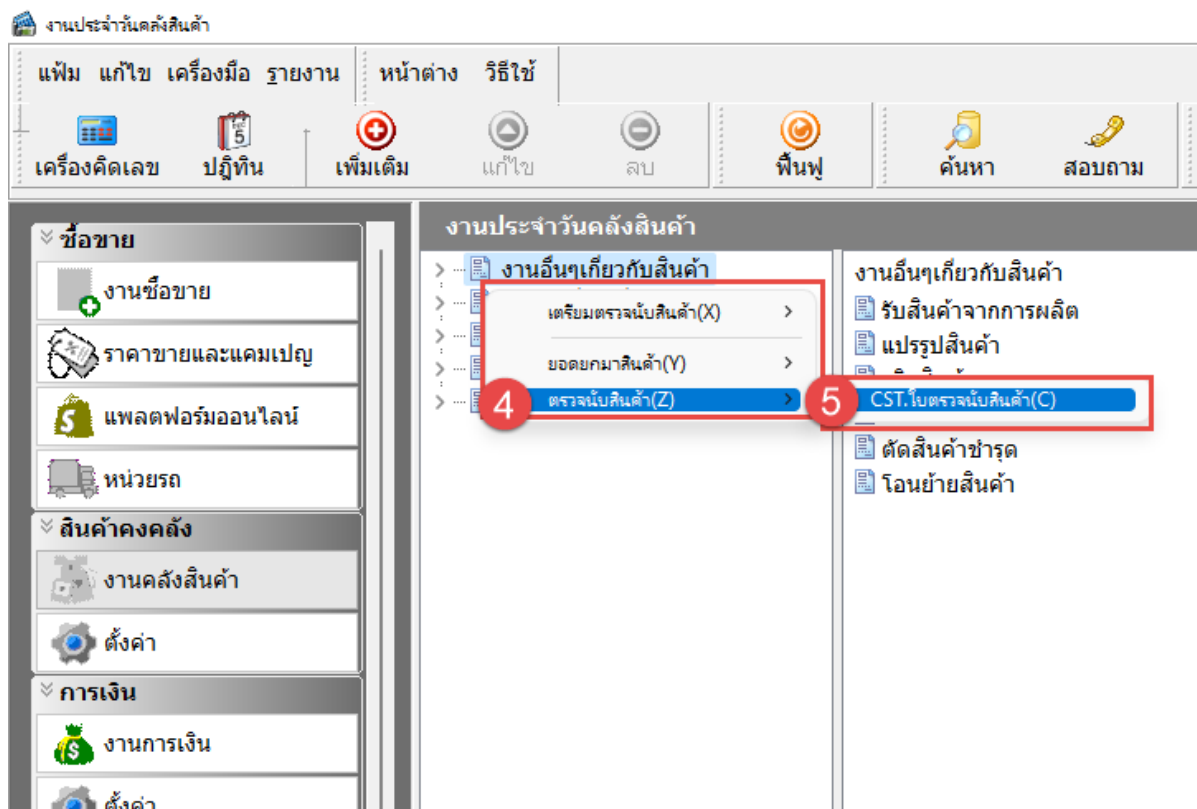 งานประจำวันคลังสินค้า
แฟ้ม แก้ไข เครื่องมือ รายงาน หน้าต่าง วิธีใช้
5
เครื่องคิดเลข ปฏิทิน เพิ่มเติม แก้ไข ลบ ฟื้นฟู ค้นหา สอบถาม
ซื้อขาย
งานซื้อขาย
ราคาขายและแคมเปญ
แพลตฟอร์มออนไลน์
หน่วยรถ
สินค้าคงคลัง
งานคลังสินค้า
ตั้งค่า
การเงิน
งานการเงิน
ตั้งค่า
งานประจำวันคลังสินค้า
งานอื่นๆเกี่ยวกับสินค้า
เตรียมตรวจนับสินค้า(X)
ยอดยกมาสินค้า(Y)
4 ตรวจนับสินค้า(Z)
5 CST.ใบตรวจนับสินค้า(C)
งานอื่นๆเกี่ยวกับสินค้า
รับสินค้าจากการผลิต
แปรรูปสินค้า
ตัดสินค้าชำรุด
โอนย้ายสินค้า